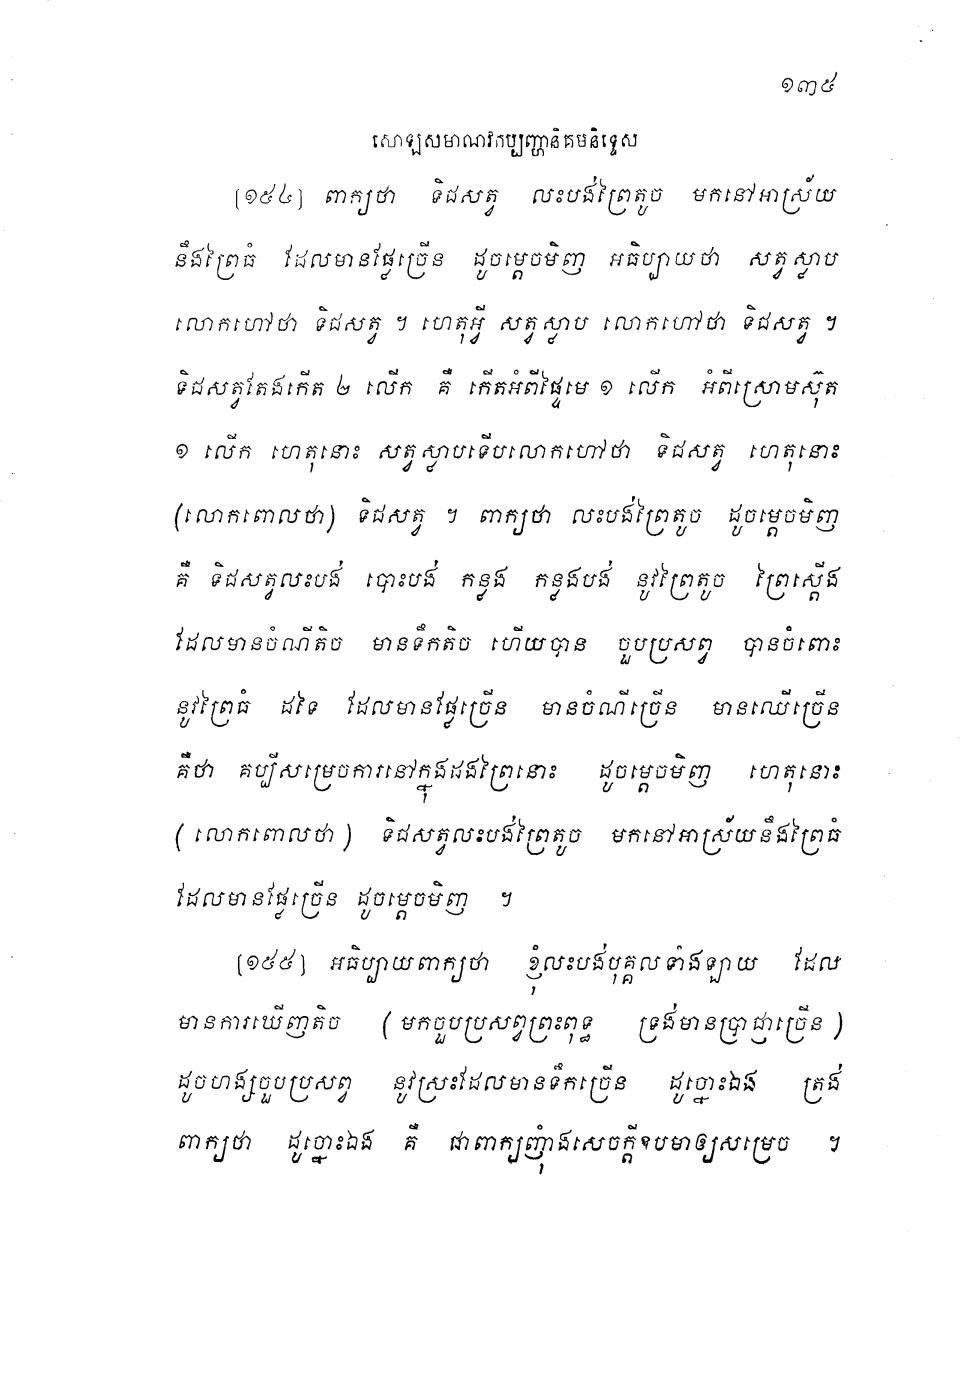 ១៣៥
សោឡសមាណវកប្បញ្ហានិគមនិទ្ទេស
[១៥៤] ពាក្យថា ទិជសត្វ លះបង់ព្រៃតូច មកនៅអាស្រ័យ
នឹងព្រៃធំ ដែលមានផ្លែច្រើន ដូចម្តេចមិញ អធិប្បាយថា សត្វស្លាប
លោកហៅថា ទិជសត្វ ។ ហេតុអ្វី សត្វស្លាប លោកហៅថា ទិជសត្វ ។
ទិជសត្វតែងកើត ២ លើក គឺ កើតអំពីផ្ទៃមេ ១ លើក អំពីស្រោមស៊ុត
១ លើក ហេតុនោះ សត្វស្លាបទើបលោកហៅថា ទិជសត្វ ហេតុនោះ
(លោកពោលថា) ទិជសត្វ ។ ពាក្យថា លះបង់ព្រៃតូច ដូចម្តេចមិញ
គឺ ទិជសត្វលះបង់ បោះបង់ កន្លង កន្លងបង់ នូវព្រៃតូច ព្រៃស្តើង
ដែលមានចំណីតិច មានទឹកតិច ហើយបាន ចួបប្រសព្វ បានចំពោះ
នូវព្រៃធំ ដទៃ ដែលមានផ្លែច្រើន មានចំណីច្រើន មានឈើច្រើន
គឺថា គប្បីសម្រេចការនៅក្នុងដងព្រៃនោះ ដូចម្តេចមិញ ហេតុនោះ
(លោកពោលថា) ទិជសត្វលះបង់ព្រៃតូច មកនៅអាស្រ័យនឹងព្រៃធំ
ដែលមានផ្លែច្រើន ដូចម្តេចមិញ ។
[១៥៥] អធិប្បាយពាក្យថា ខ្ញុំលះបង់បុគ្គលទាំងឡាយ ដែល
មានការឃើញតិច (មកចួបប្រសព្វព្រះពុទ្ធ ទ្រង់មានប្រាជ្ញាច្រើន)
ដូចហង្សចួបប្រសព្វ នូវស្រះដែលមានទឹកច្រើន ដូច្នោះឯង ត្រង់
ពាក្យថា ដូច្នោះឯង គឺ ជាពាក្យញ៉ាំងសេចក្តីឧបមាឲ្យសម្រេច ។